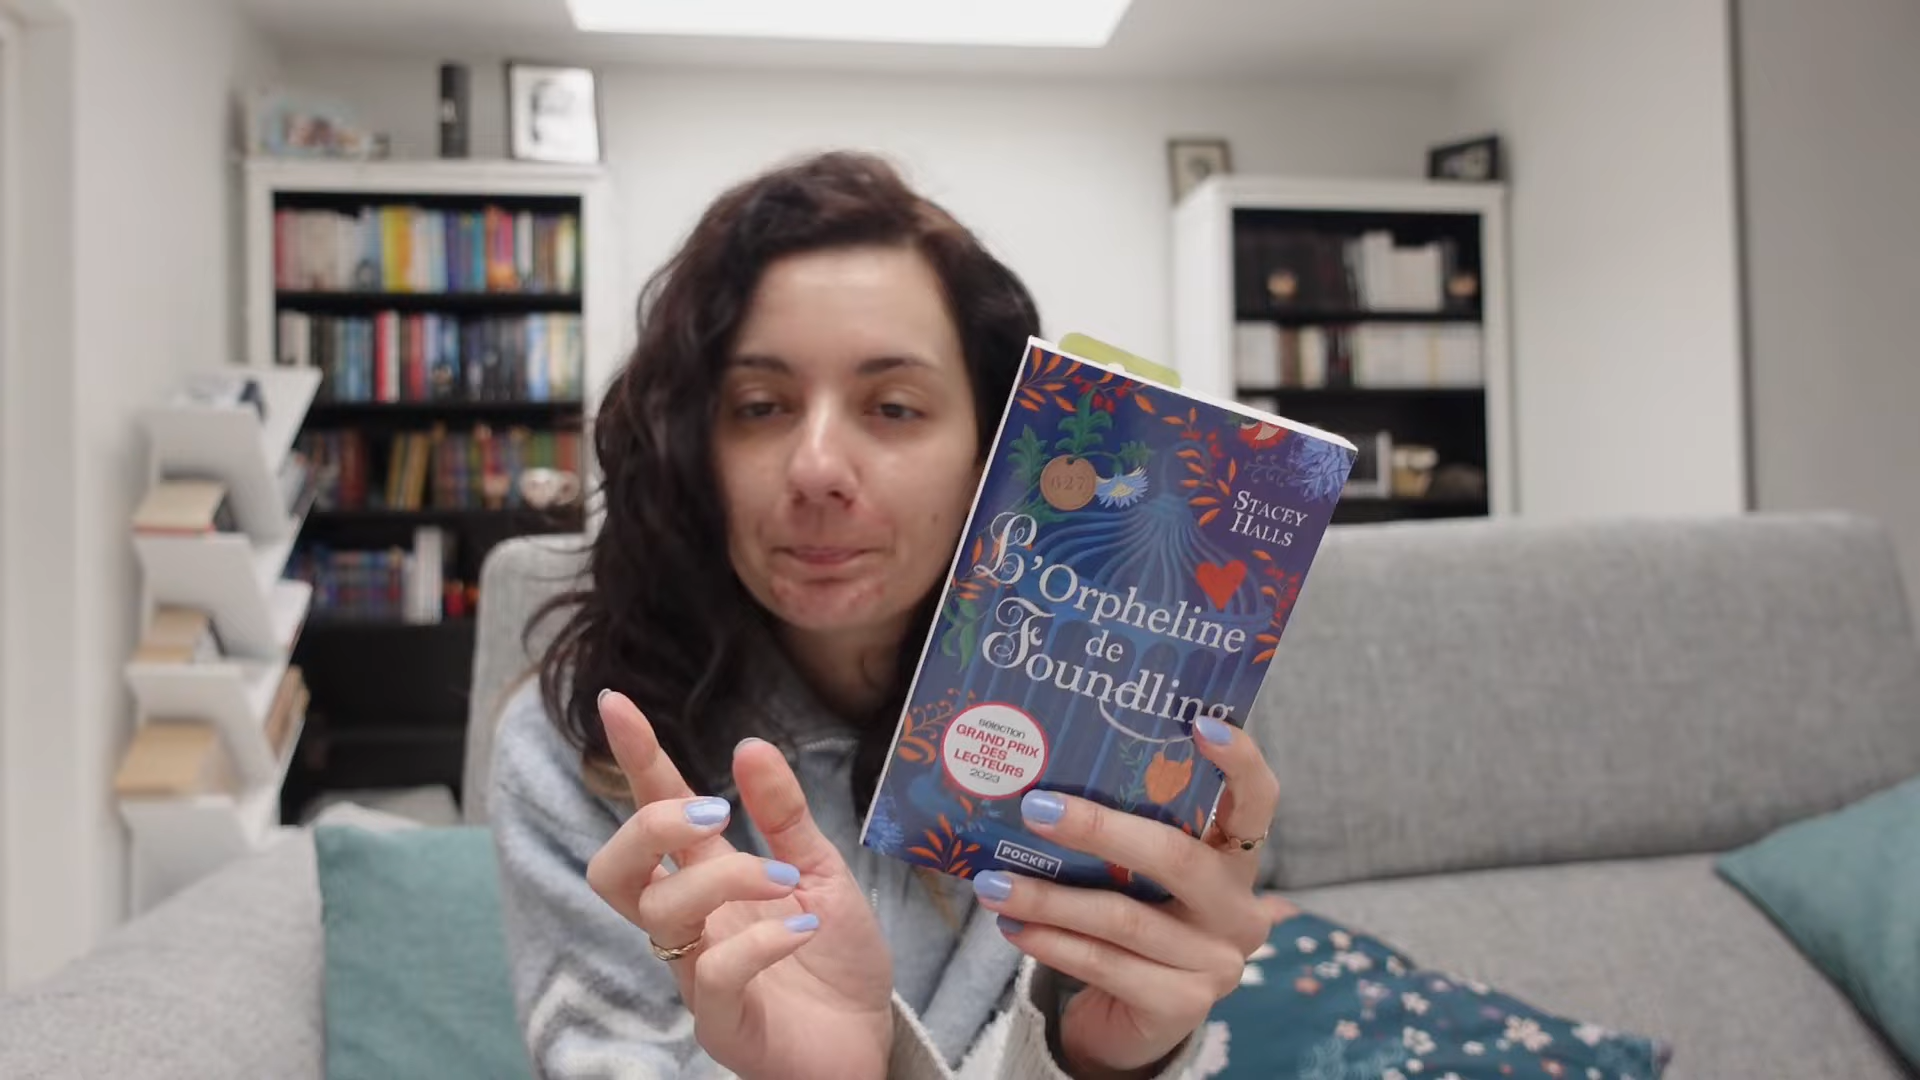 627
STACEY
HALLS
L'Orpheline
de
Foundling
Sélection
GRAND PRIX
DES
LECTEURS
2023
POCKET